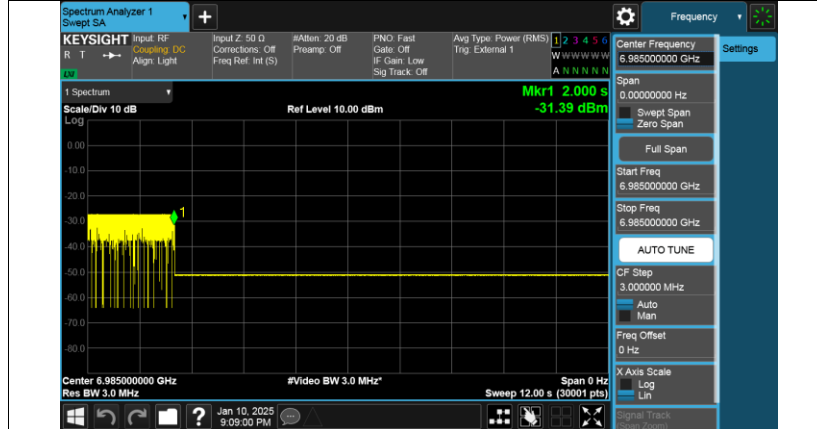 Spectrum Analyzer 1
Swept SA
+
Frequency
KEYSIGHT
R T
LXI
Input: RF
Coupling: DC
Align: Light
Input Z: 50 Ω
Corrections: Off
Freq Ref: Int (S)
#Atten: 20 dB
Preamp: Off
PNO: Fast
Gate: Off
IF Gain: Low
Sig Track: Off
Avg Type: Power (RMS)
Trig: External 1
1 2 3 4 5 6
W W W W W W
A N N N N N
1 Spectrum
Scale/Div 10 dB
Ref Level 10.00 dBm
Mkr1 2.000 s
-31.39 dBm
Log
0.00
-10.0
-20.0
-30.0
-40.0
-50.0
-60.0
-70.0
-80.0
1
Center 6.985000000 GHz
Res BW 3.0 MHz
#Video BW 3.0 MHz*
Span 0 Hz
Sweep 12.00 s (30001 pts)
?
Jan 10, 2025
9:09:00 PM
Center Frequency
6.985000000 GHz
Span
0.00000000 Hz
Swept Span
Zero Span
Full Span
Start Freq
6.985000000 GHz
Stop Freq
6.985000000 GHz
AUTO TUNE
CF Step
3.000000 MHz
Auto
Man
Freq Offset
0 Hz
X Axis Scale
Log
Lin
Signal Track
(Span Zoom)
Settings